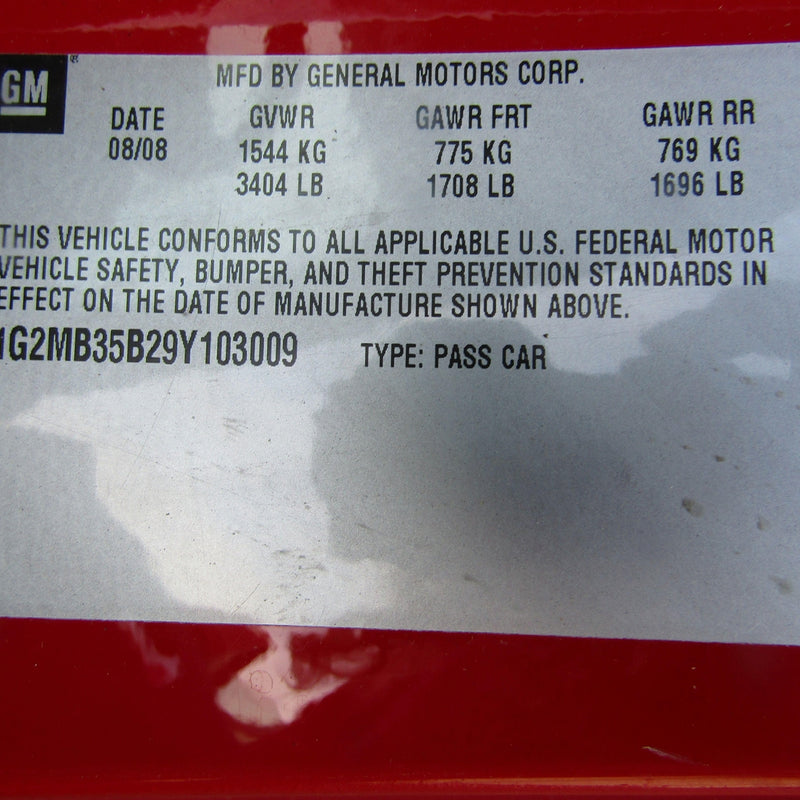 GM
MFD BY GENERAL MOTORS CORP.
DATE GVWR GAWR FRT GAWR RR
08/08 1544 KG 775 KG 769 KG
3404 LB 1708 LB 1696 LB
THIS VEHICLE CONFORMS TO ALL APPLICABLE U.S. FEDERAL MOTOR
VEHICLE SAFETY, BUMPER, AND THEFT PREVENTION STANDARDS IN
EFFECT ON THE DATE OF MANUFACTURE SHOWN ABOVE.
1G2MB35B29Y103009 TYPE: PASS CAR